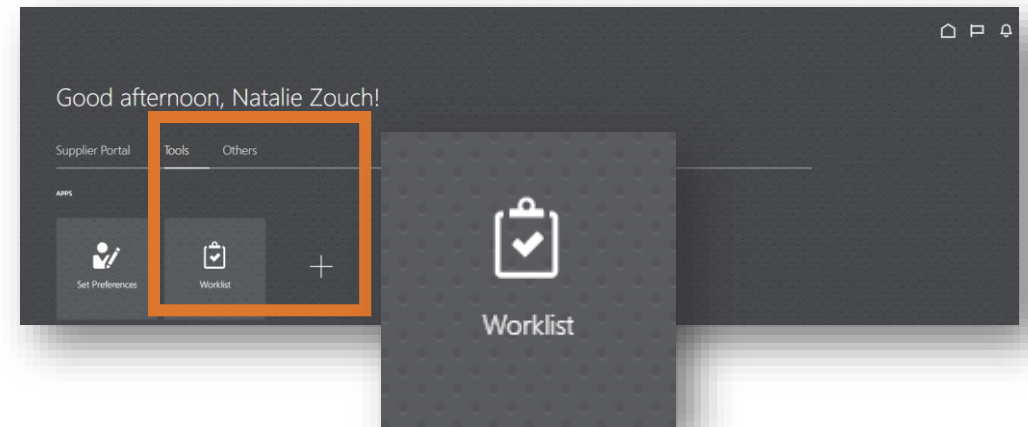 Good afternoon, Natalie Zouch!
Supplier Portal Tools Others
APPS
Set Preferences Worklist
Worklist